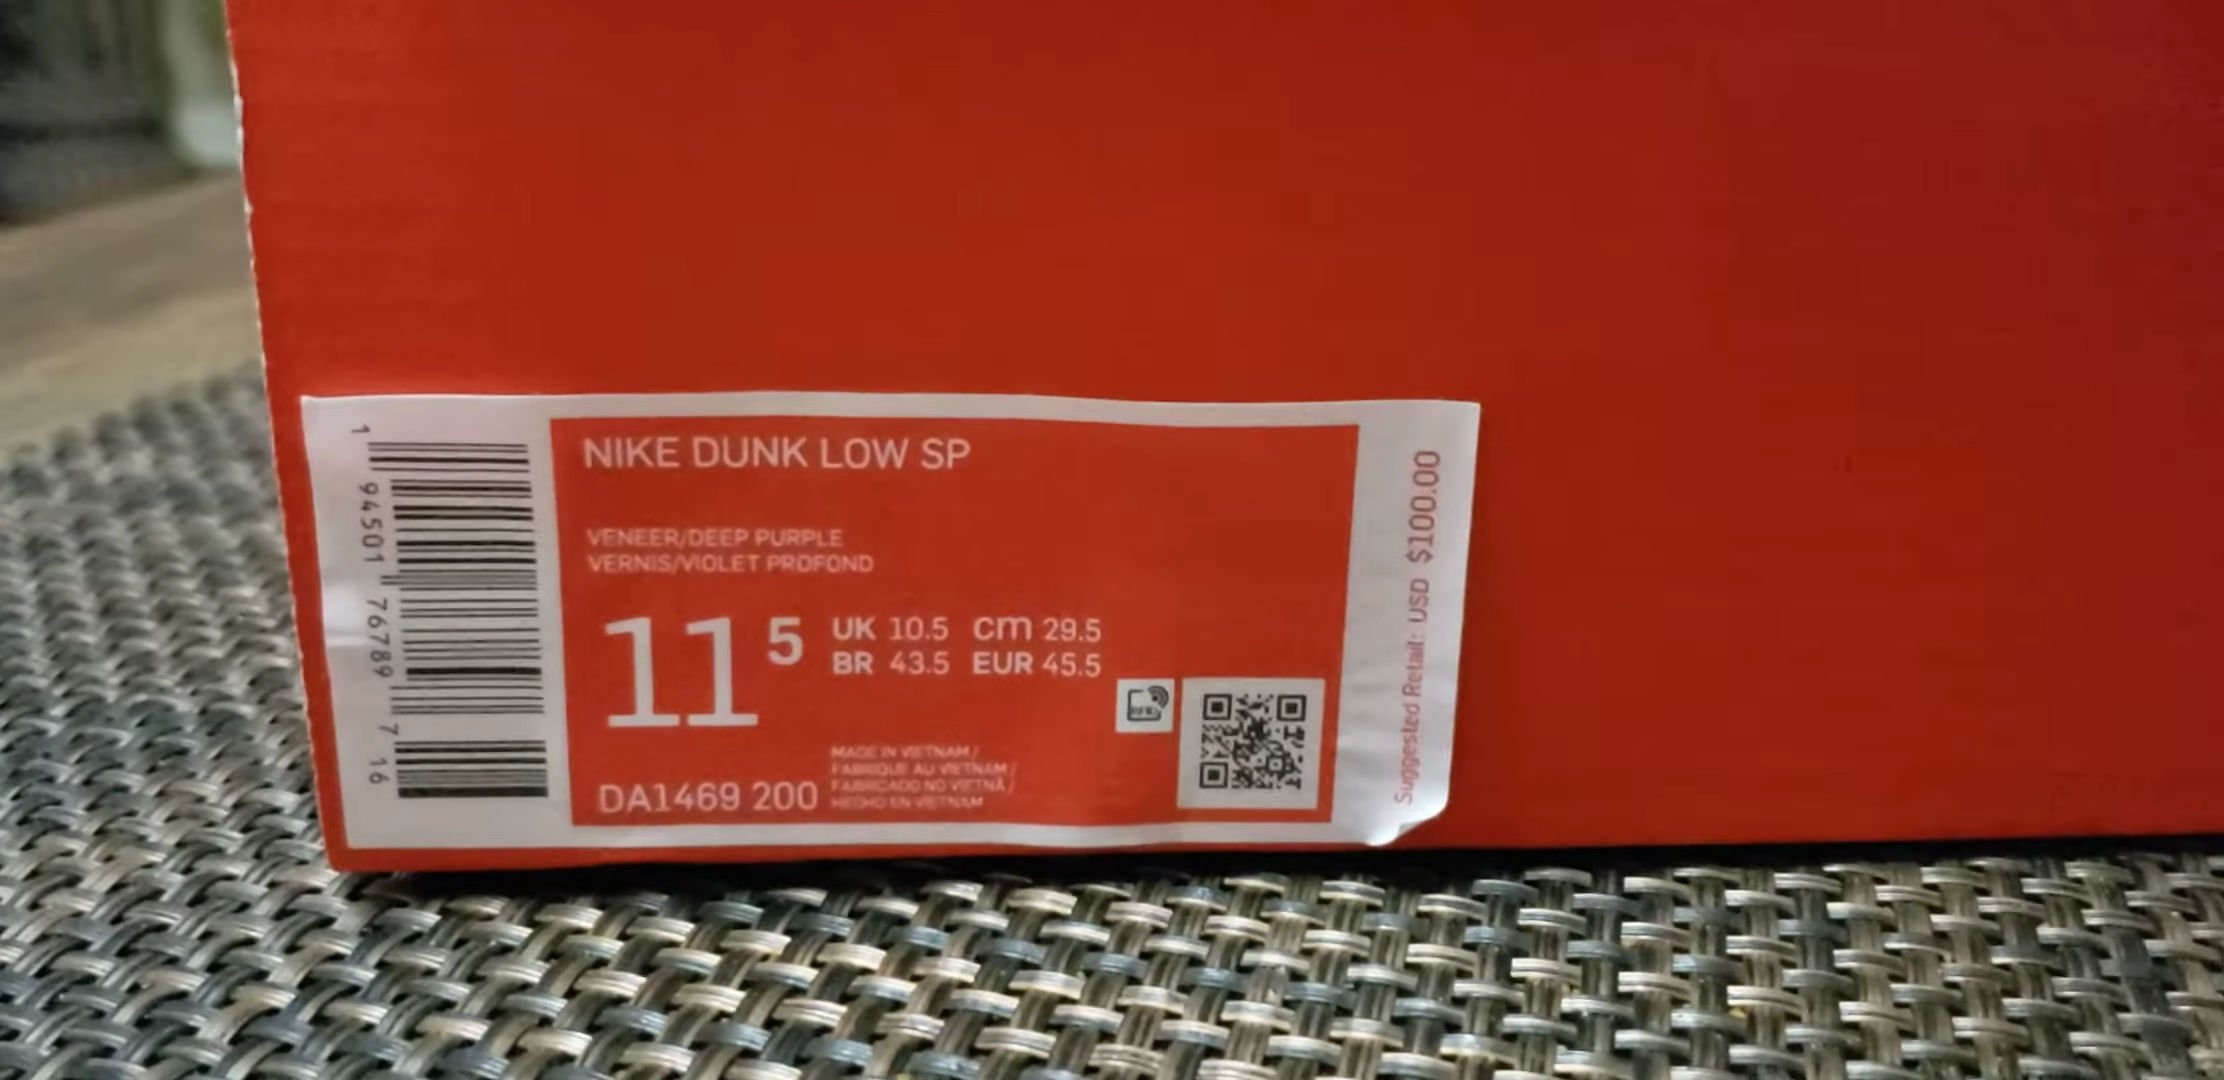 NIKE DUNK LOW SP
VENEER/DEEP PURPLE
VERNIS/VIOLET PROFOND
11 5
UK 10.5 cm 29.5
BR 43.5 EUR 45.5
RFID
DA1469 200
MADE IN VIETNAM /
FABRIQUE AU VIETNAM /
FABRICADO NO VIETNÃ /
HECHO EN VIETNAM
1 94501 76789 7 16
Suggested Retail: USD $100.00